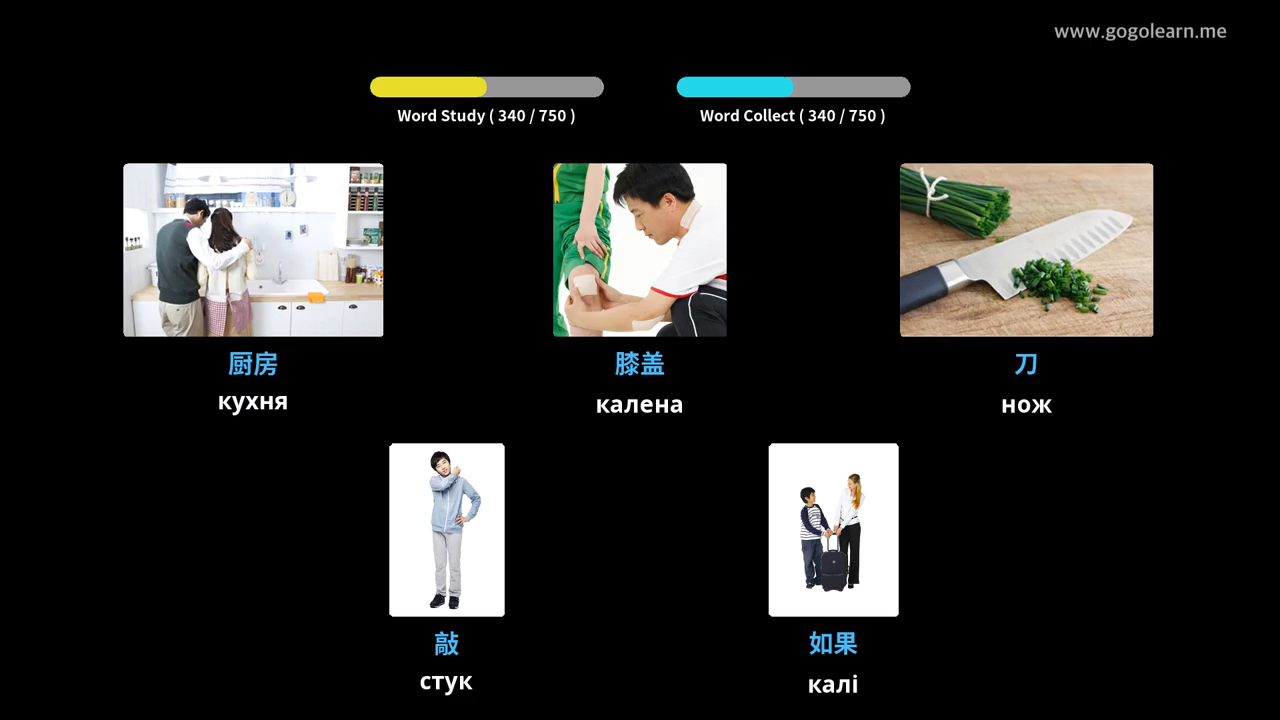 www.gogolearn.me
Word Study ( 340 / 750 )
Word Collect ( 340 / 750 )
厨房
кухня
膝盖
калена
刀
нож
敲
стук
如果
калі